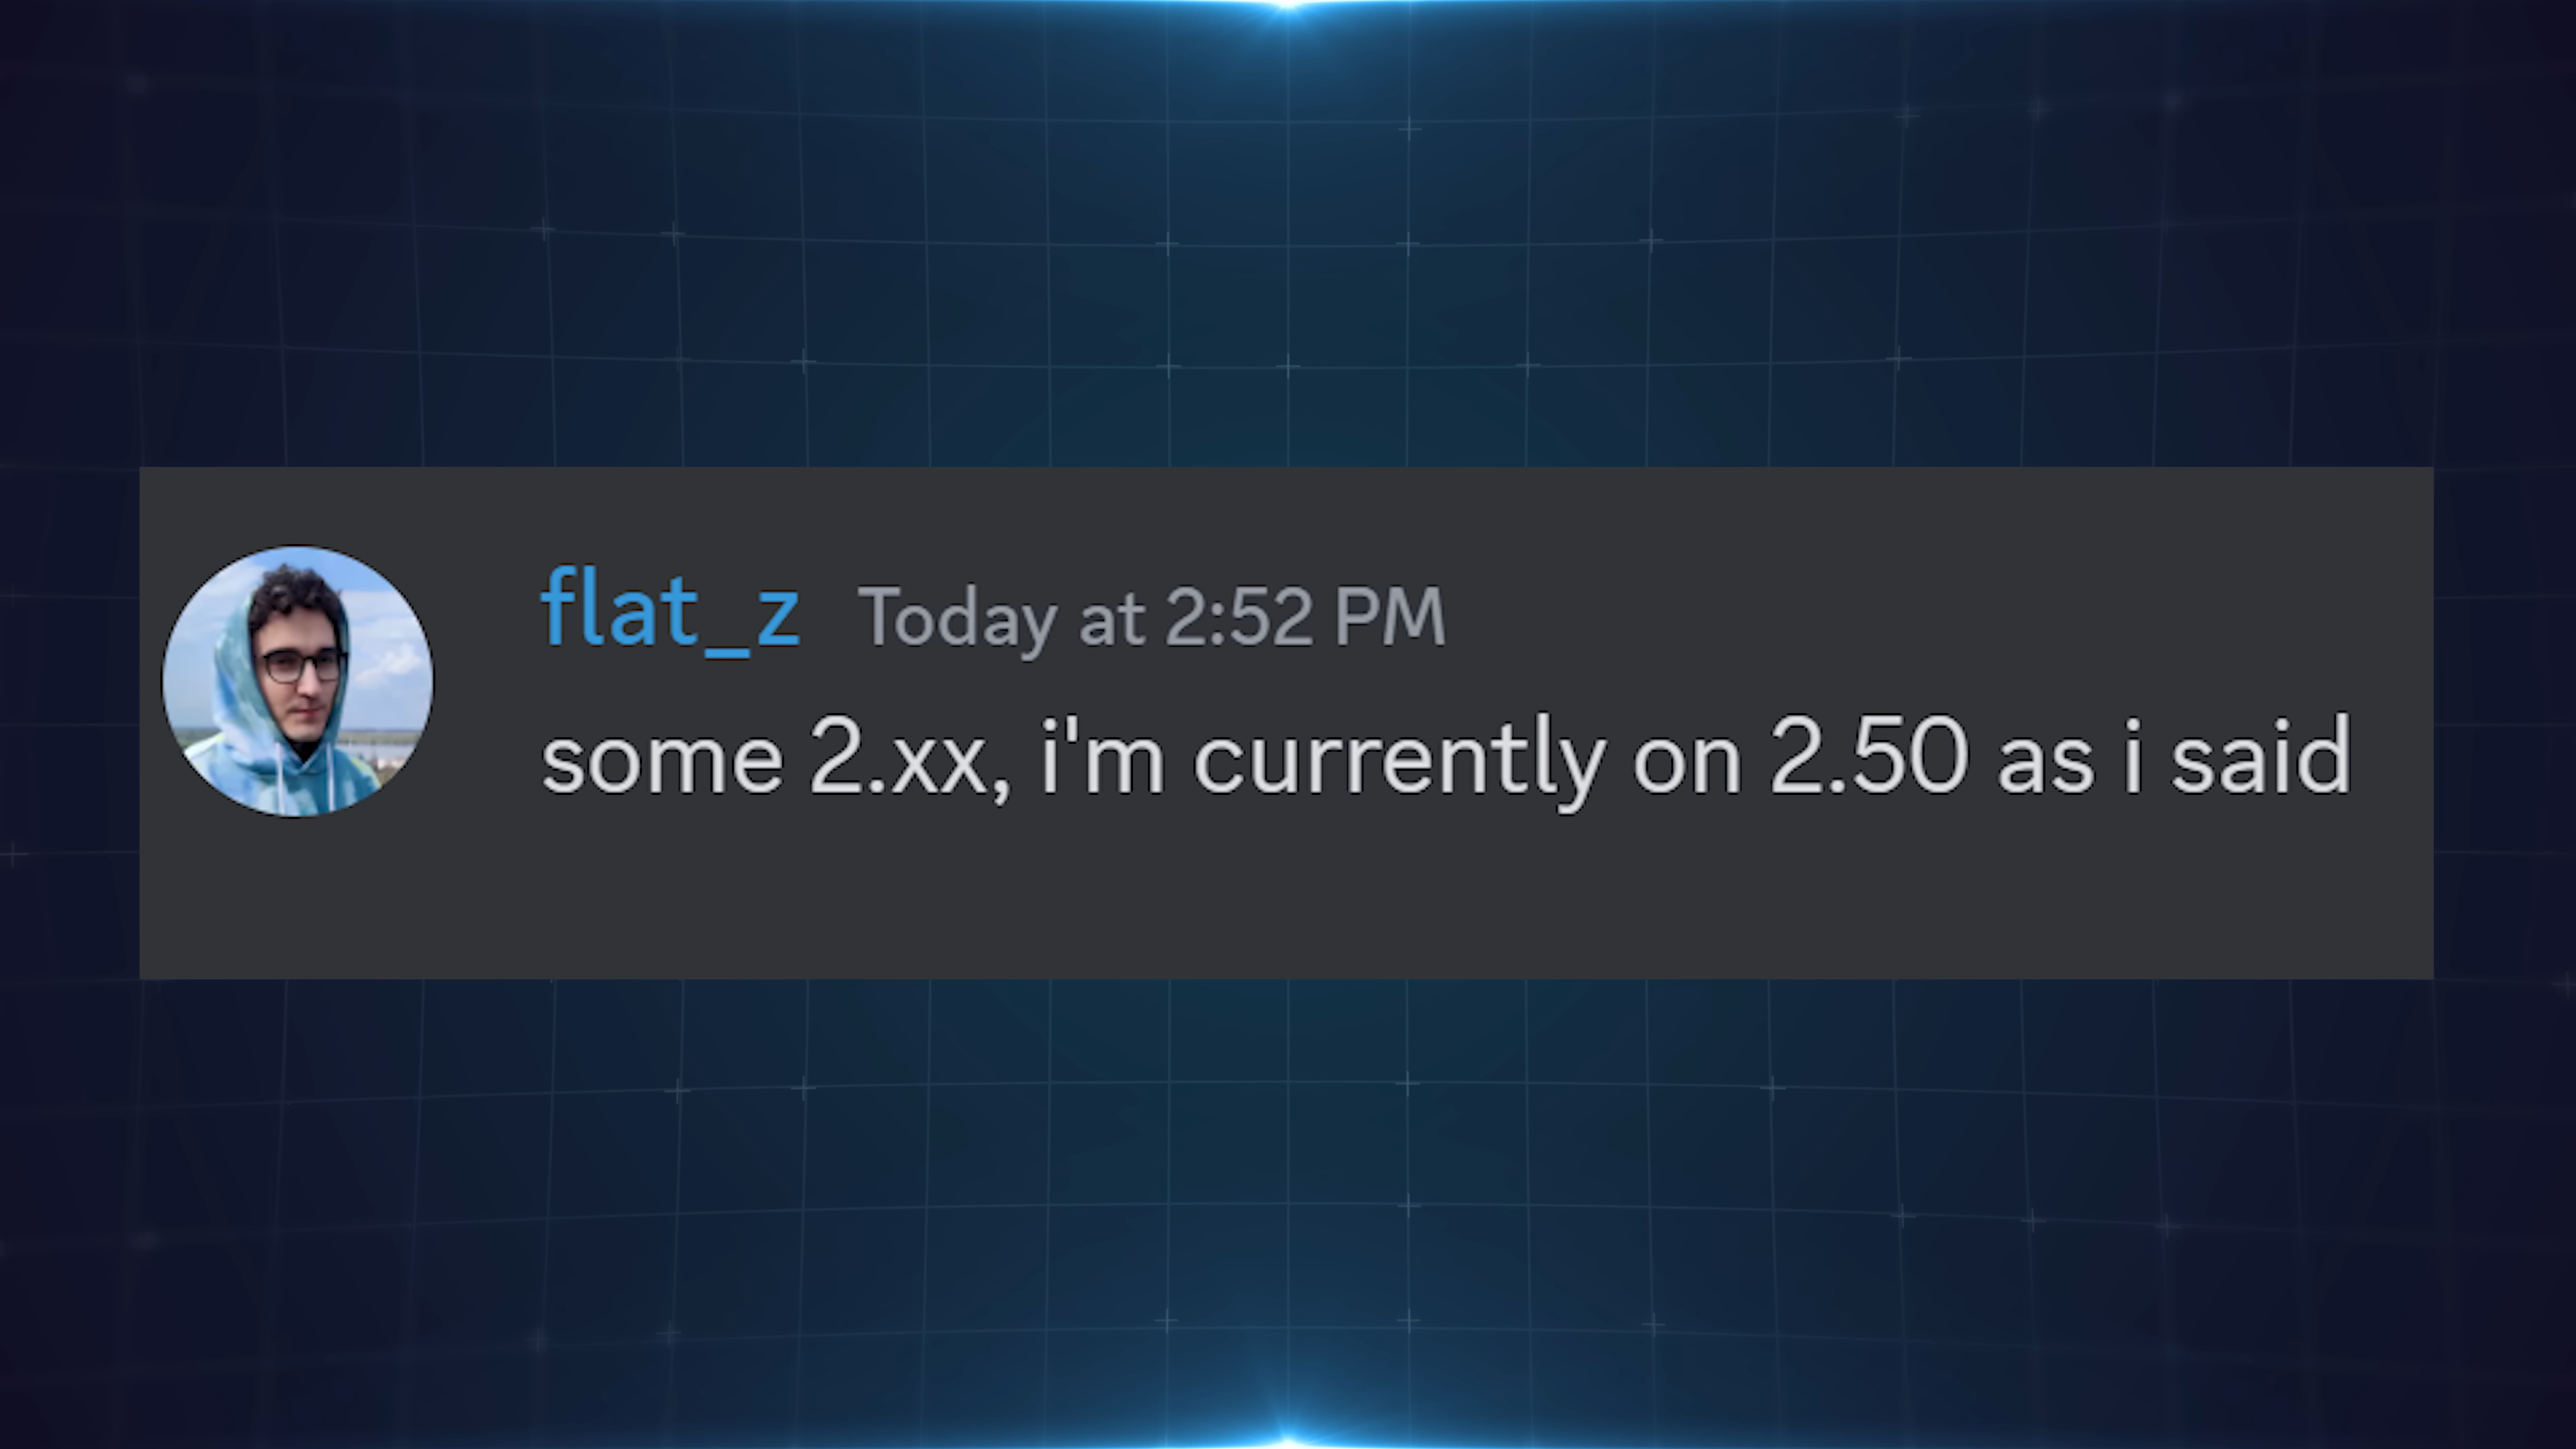 flat_z Today at 2:52 PM
some 2.xx, i'm currently on 2.50 as i said